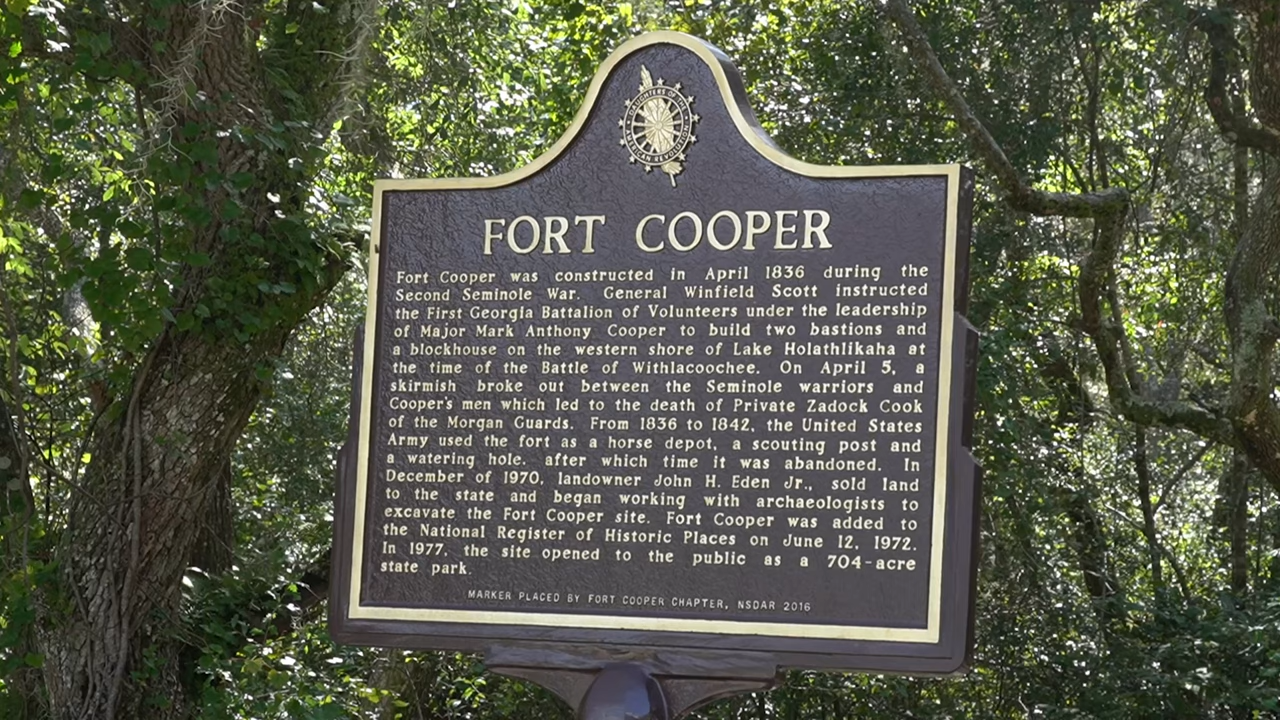 DAUGHTERS OF THE
AMERICAN REVOLUTION
FORT COOPER
Fort Cooper was constructed in April 1836 during the
Second Seminole War. General Winfield Scott instructed
the First Georgia Battalion of Volunteers under the leadership
of Major Mark Anthony Cooper to build two bastions and
a blockhouse on the western shore of Lake Holathlikaha at
the time of the Battle of Withlacoochee. On April 5, a
skirmish broke out between the Seminole warriors and
Cooper's men which led to the death of Private Zadock Cook
of the Morgan Guards. From 1836 to 1842, the United States
Army used the fort as a horse depot, a scouting post and
a watering hole, after which time it was abandoned. In
December of 1970, landowner John H. Eden Jr., sold land
to the state and began working with archaeologists to
excavate the Fort Cooper site. Fort Cooper was added to
the National Register of Historic Places on June 12, 1972.
In 1977, the site opened to the public as a 704-acre
state park.
MARKER PLACED BY FORT COOPER CHAPTER, NSDAR 2016